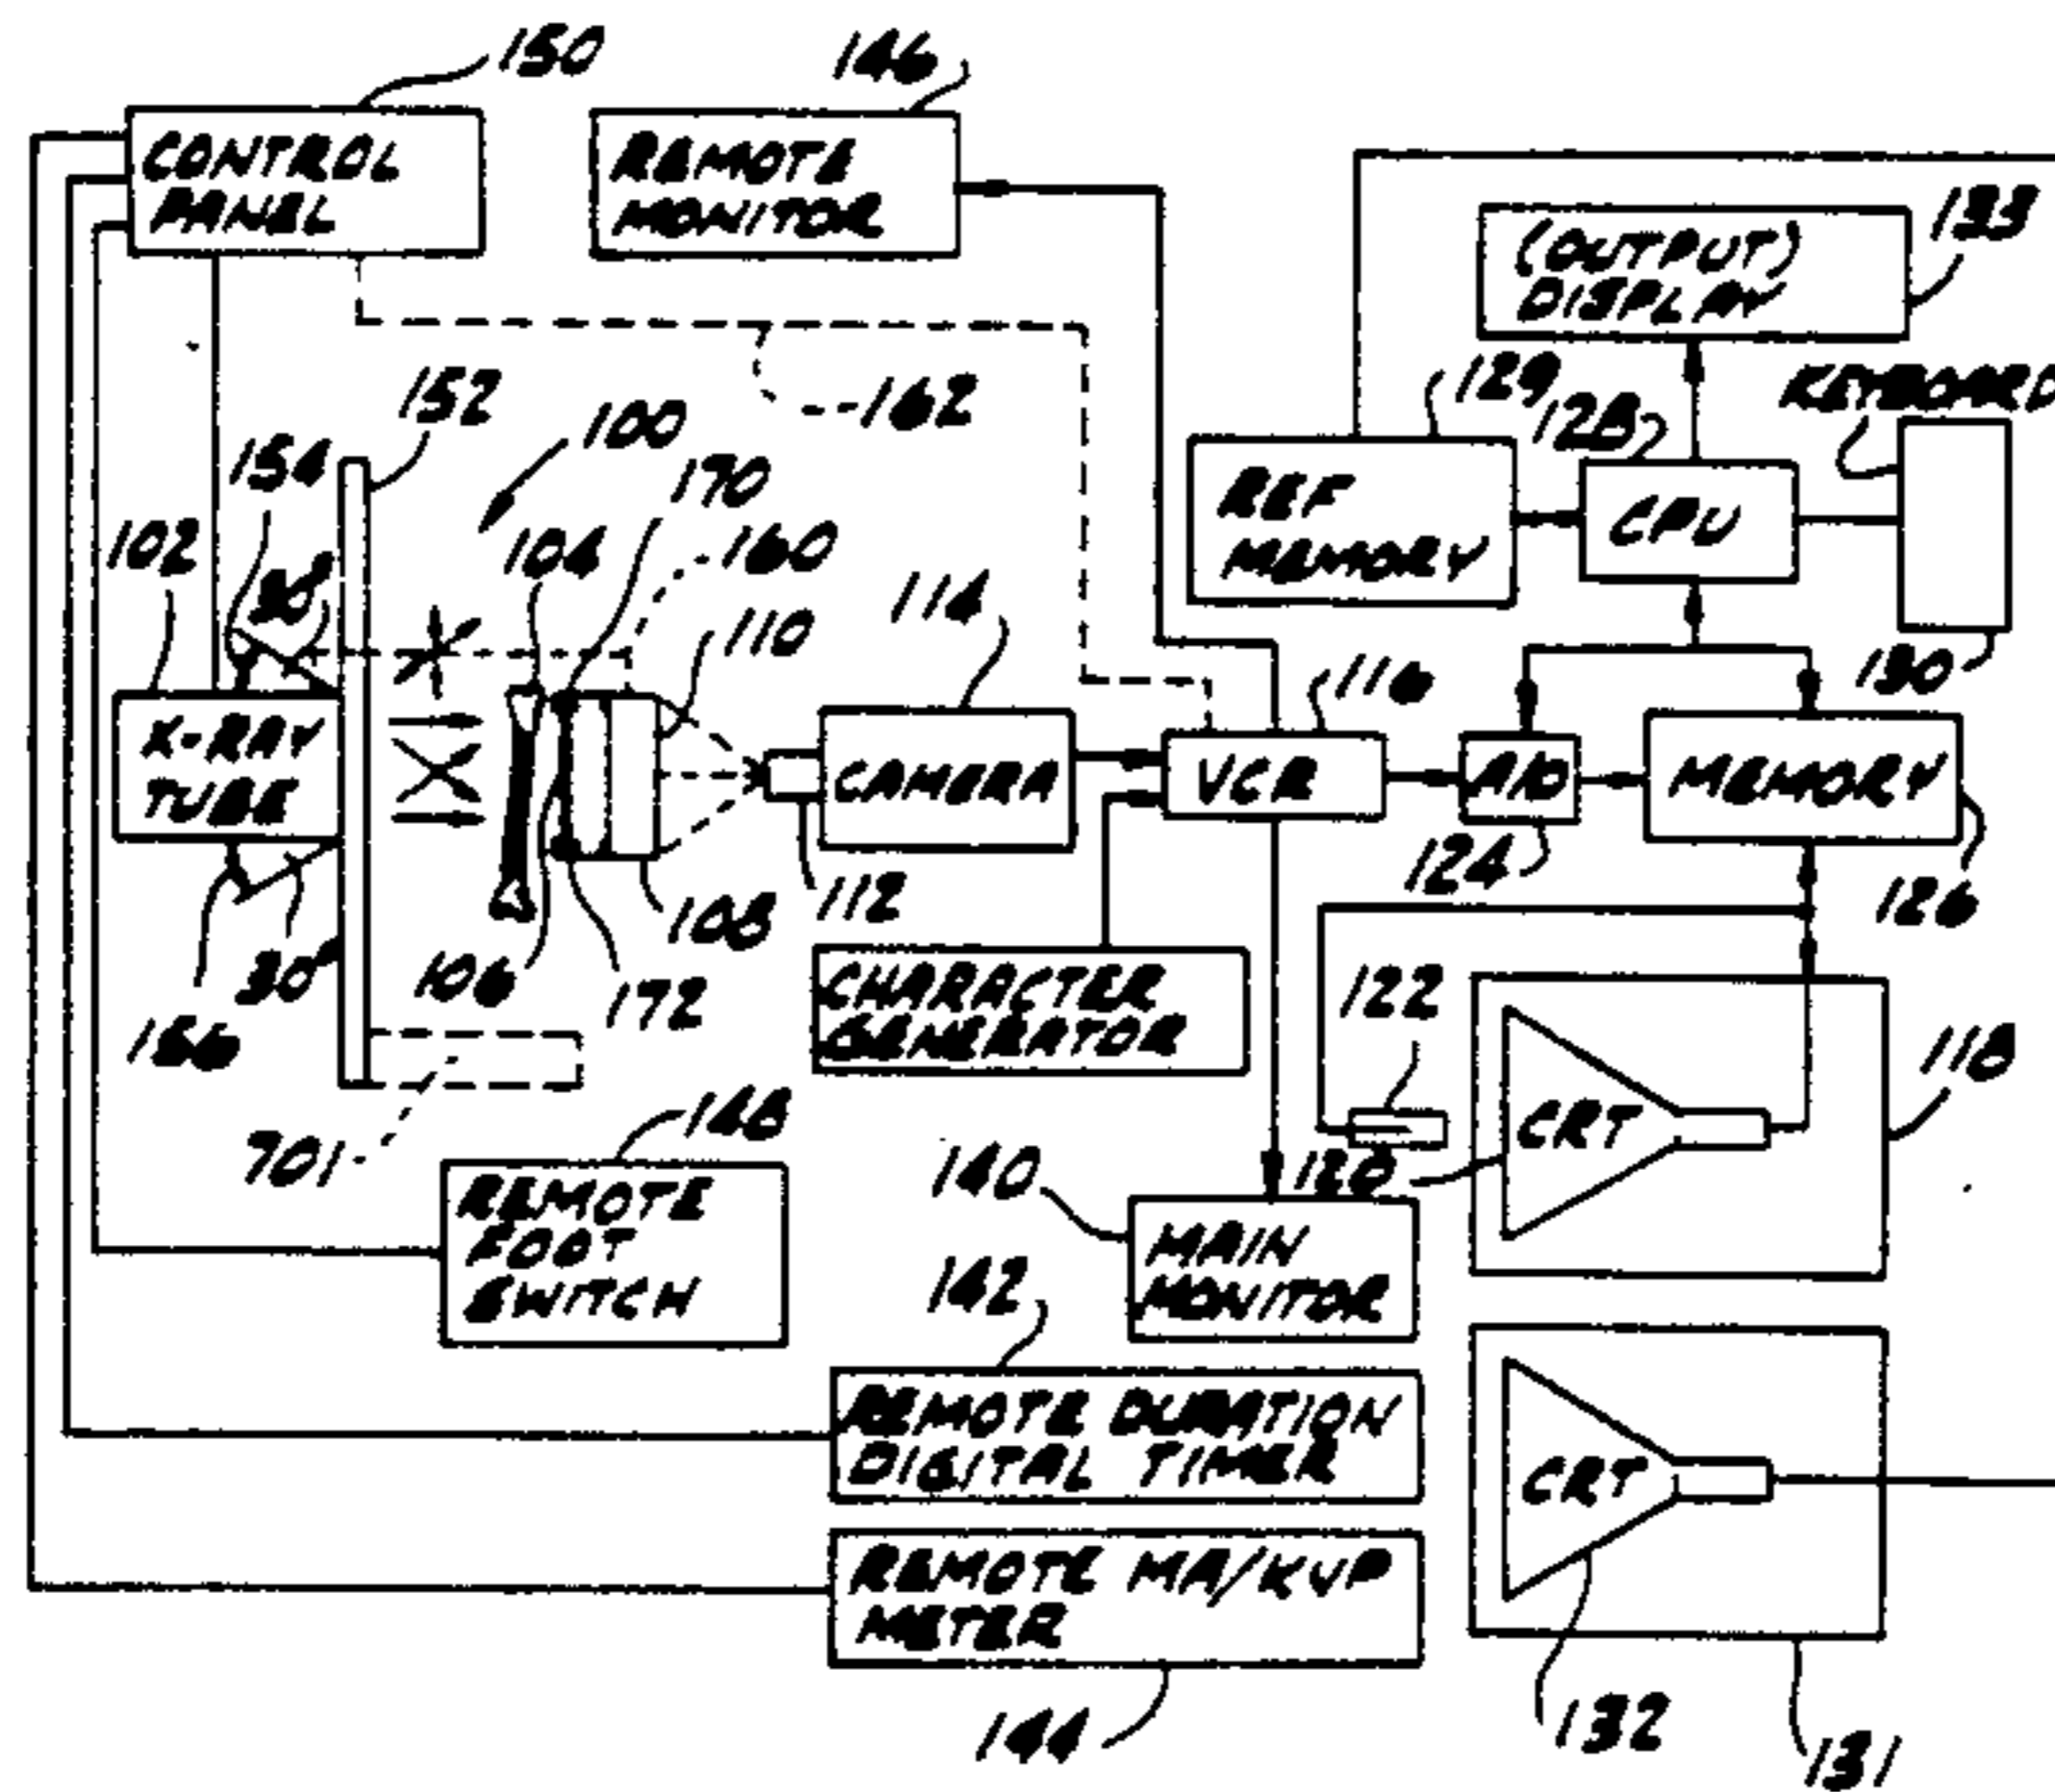 150
146
CONTROL
PANEL
REMOTE
MONITOR
133
(OUTPUT)
DISPLAY
152
162
129
128
KEYBOARD
154
100
170
REF
MEMORY
CPU
102
104
160
114
110
130
116
X-RAY
TUBE
CAMERA
VCR
A/D
MEMORY
112
124
126
108
30
106
172
CHARACTER
GENERATOR
122
156
118
CRT
701
148
120
140
REMOTE
FOOT
SWITCH
MAIN
MONITOR
142
REMOTE DURATION
DIGITAL TIMER
CRT
REMOTE MA/KVP
METER
132
144
131